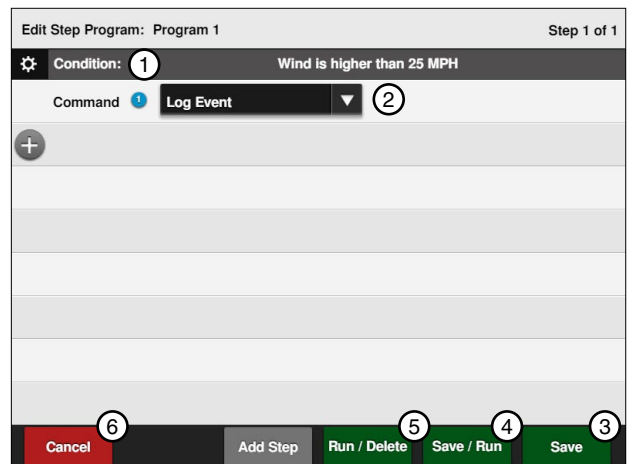 Edit Step Program: Program 1 Step 1 of 1
Condition: 1 Wind is higher than 25 MPH
Command 1 Log Event 2
6 5 4 3
Cancel Add Step Run / Delete Save / Run Save